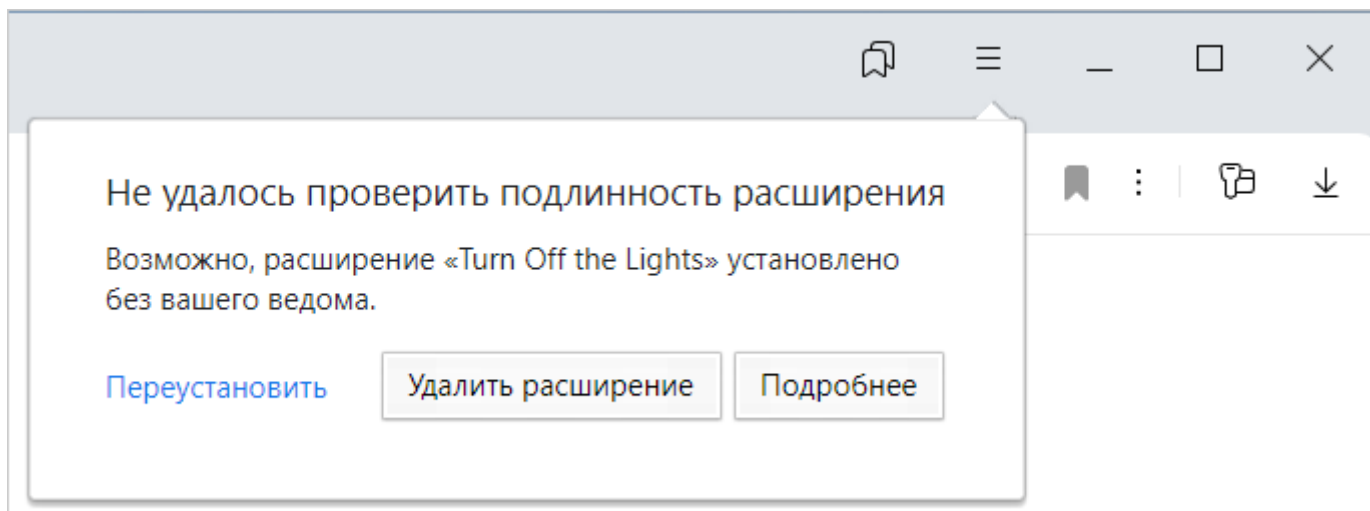 Не удалось проверить подлинность расширения
Возможно, расширение «Turn Off the Lights» установлено
без вашего ведома.
Переустановить Удалить расширение Подробнее